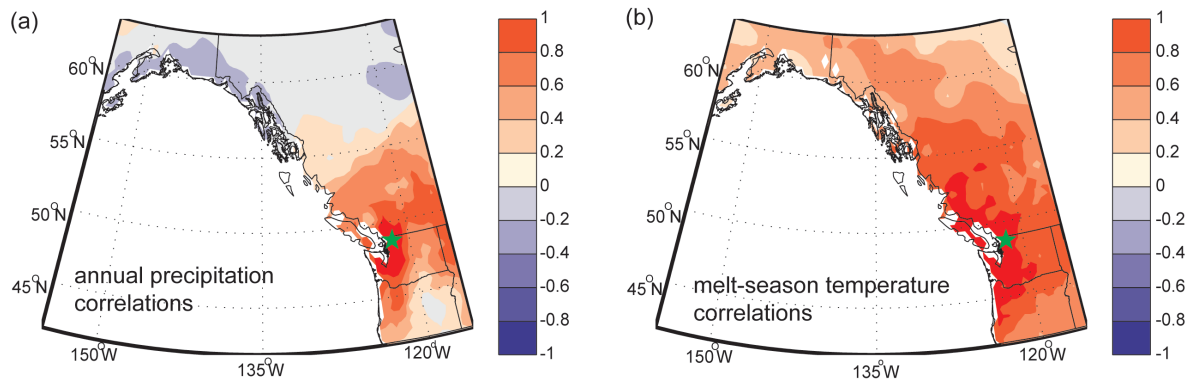 (a)
60°N
55°N
50°N
45°N
150°W
135°W
120°W
annual precipitation
correlations
1
0.8
0.6
0.4
0.2
0
-0.2
-0.4
-0.6
-0.8
-1
(b)
60°N
55°N
50°N
45°N
150°W
135°W
120°W
melt-season temperature
correlations
1
0.8
0.6
0.4
0.2
0
-0.2
-0.4
-0.6
-0.8
-1